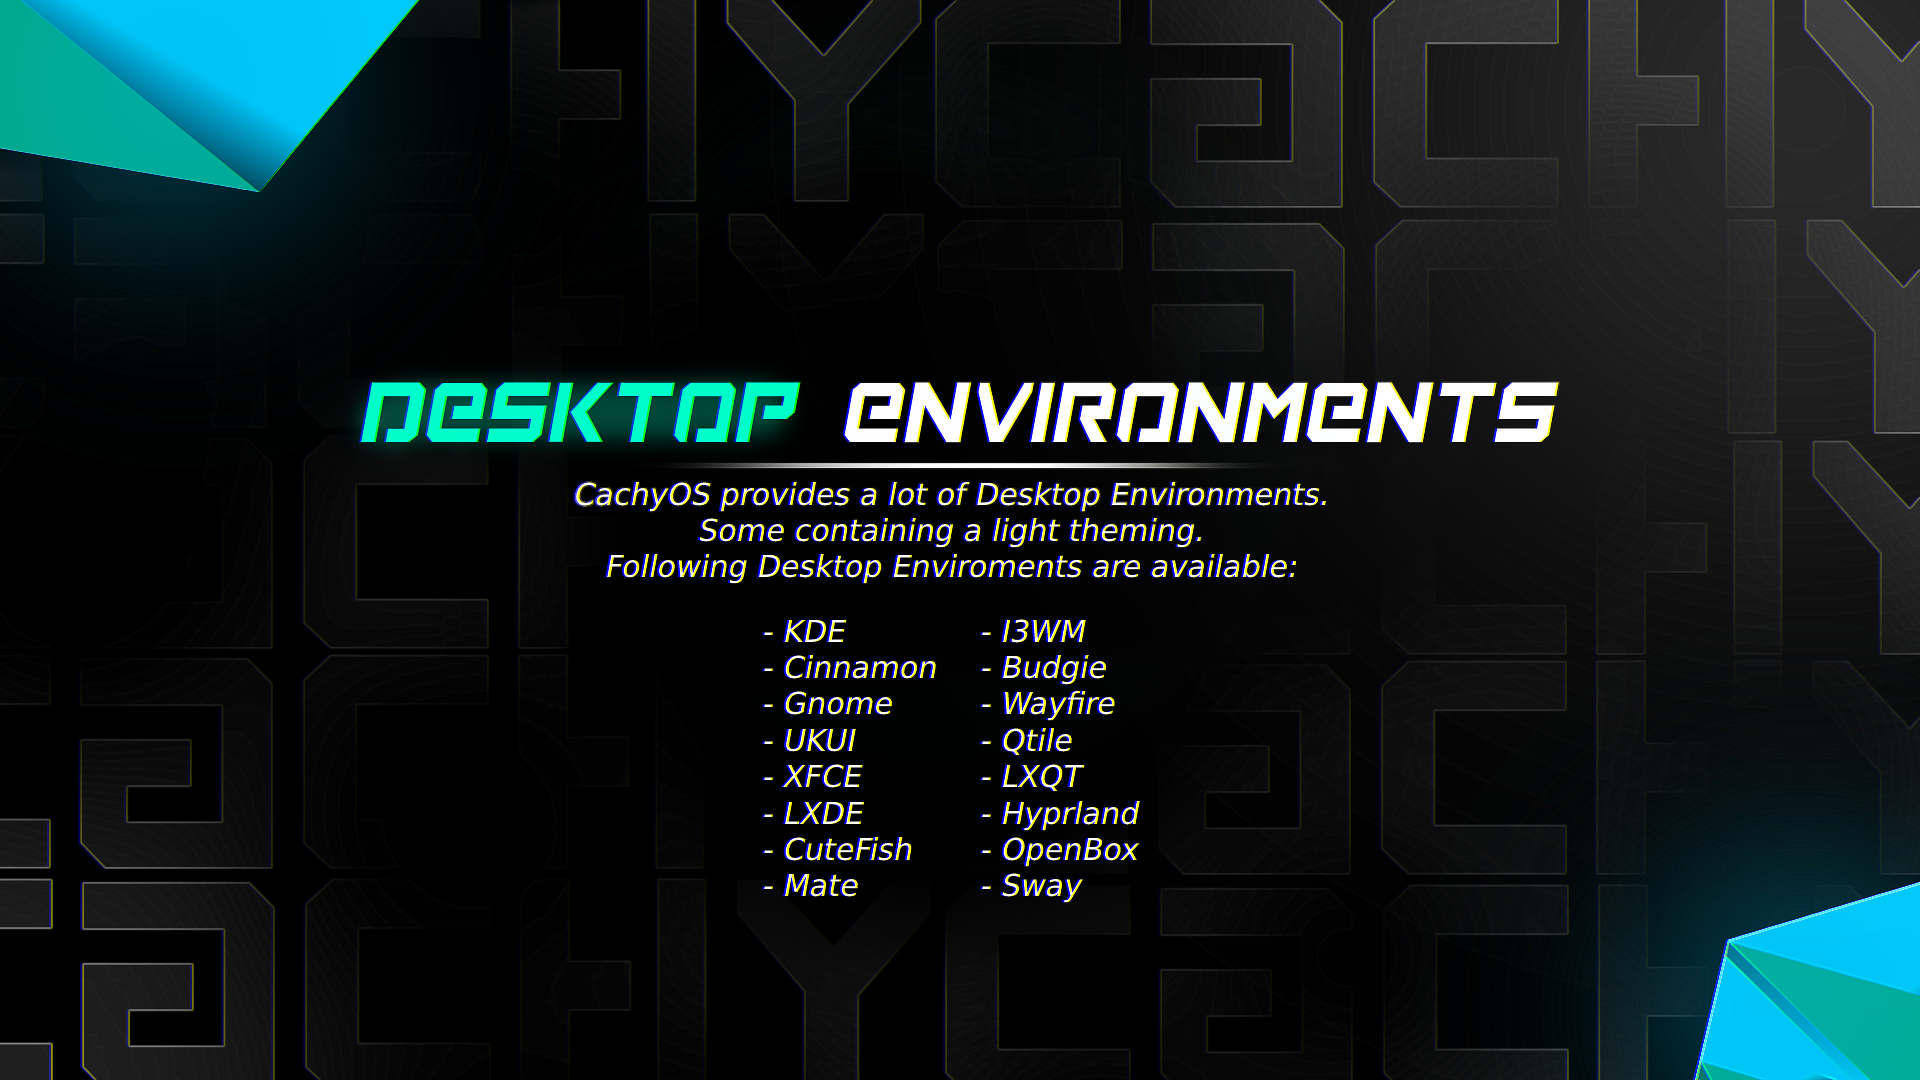 DESKTOP ENVIRONMENTS
CachyOS provides a lot of Desktop Environments.
Some containing a light theming.
Following Desktop Enviroments are available:
- KDE
- Cinnamon
- Gnome
- UKUI
- XFCE
- LXDE
- CuteFish
- Mate
- I3WM
- Budgie
- Wayfire
- Qtile
- LXQT
- Hyprland
- OpenBox
- Sway